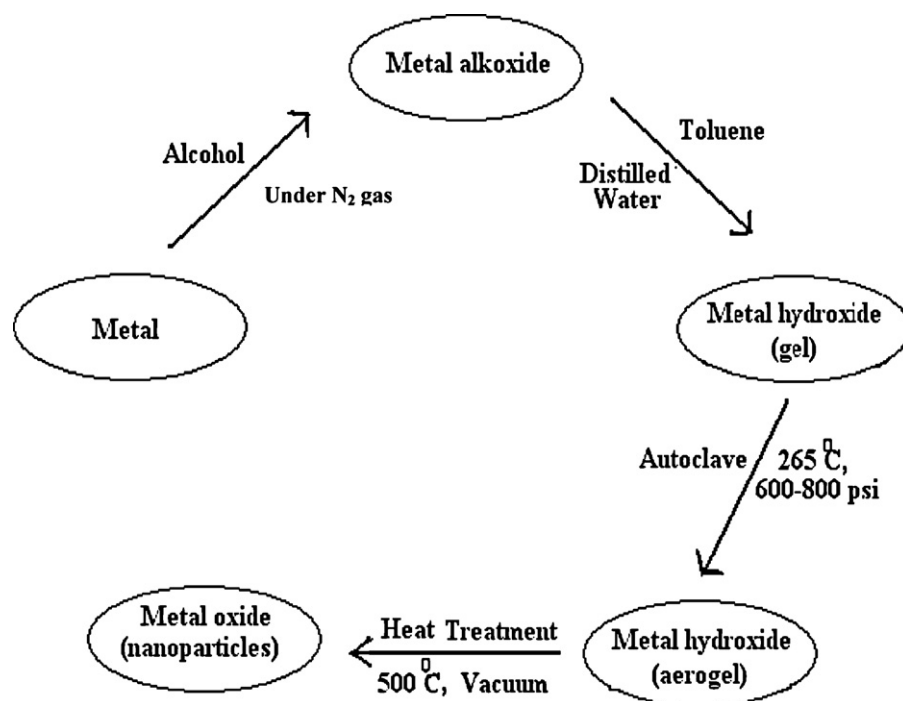 Metal alkoxide
Alcohol
Under N₂ gas
Toluene
Distilled
Water
Metal
Metal hydroxide
(gel)
Autoclave
265 °C,
600-800 psi
Metal hydroxide
(aerogel)
Heat Treatment
500 °C, Vacuum
Metal oxide
(nanoparticles)